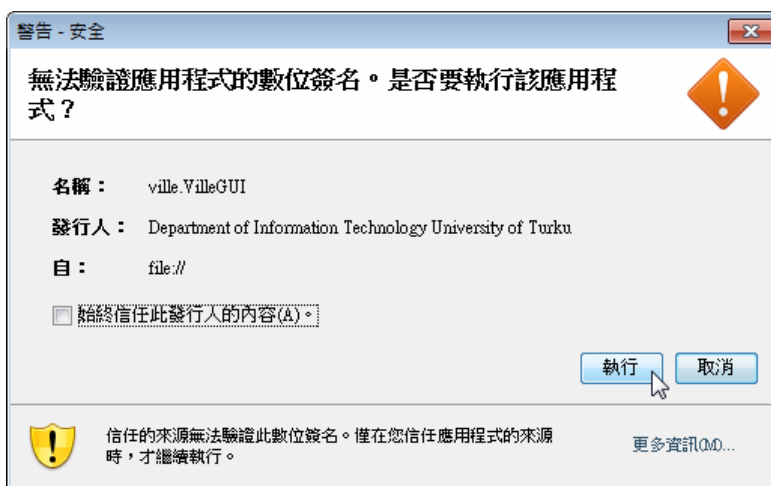 警告 - 安全
無法驗證應用程式的數位簽名。是否要執行該應用程
式？
名稱： ville.VilleGUI
發行人： Department of Information Technology University of Turku
自： file://
始終信任此發行人的內容(A)。
執行 取消
信任的來源無法驗證此數位簽名。僅在您信任應用程式的來源
時，才繼續執行。
更多資訊(M)...